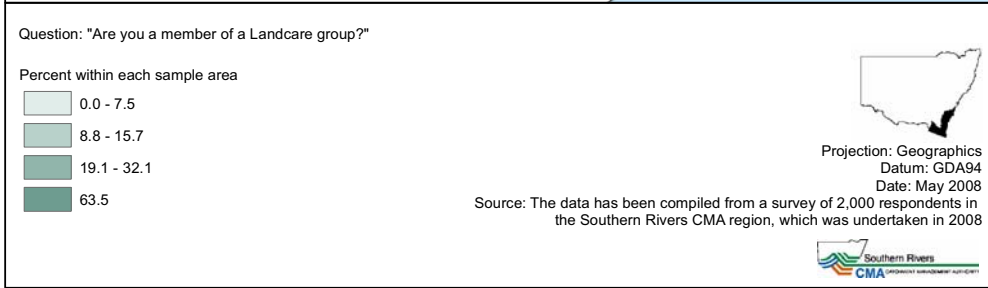 Question: "Are you a member of a Landcare group?"
Percent within each sample area
0.0 - 7.5
8.8 - 15.7
19.1 - 32.1
63.5
Projection: Geographics
Datum: GDA94
Date: May 2008
Source: The data has been compiled from a survey of 2,000 respondents in
the Southern Rivers CMA region, which was undertaken in 2008
Southern Rivers
CMA CATCHMENT MANAGEMENT AUTHORITY